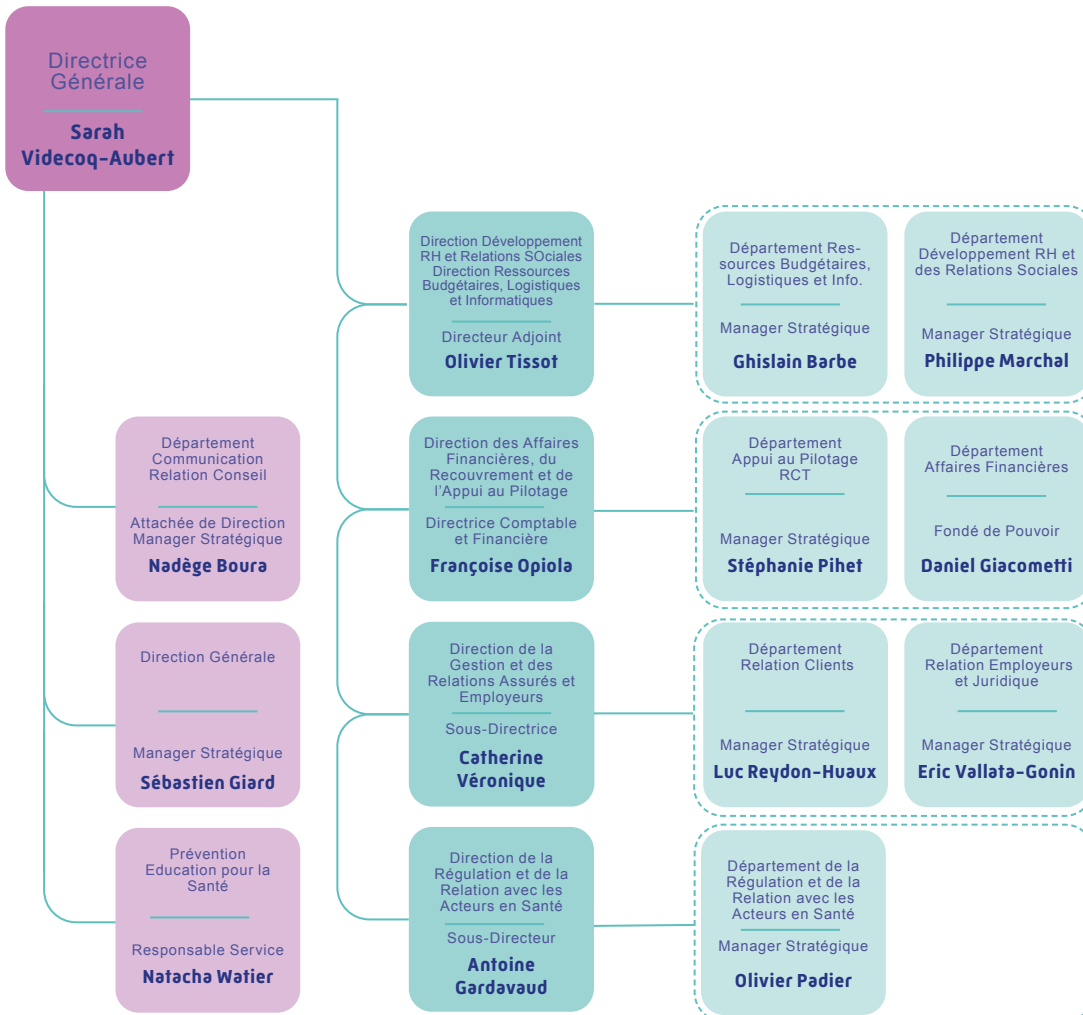 Directrice
Générale
Sarah
Videcoq-Aubert
Direction Développement
RH et Relations SOciales
Direction Ressources
Budgétaires, Logistiques
et Informatiques
Directeur Adjoint
Olivier Tissot
Département Res-
sources Budgétaires,
Logistiques et Info.
Manager Stratégique
Ghislain Barbe
Département
Développement RH et
des Relations Sociales
Manager Stratégique
Philippe Marchal
Département
Communication
Relation Conseil
Attachée de Direction
Manager Stratégique
Nadège Boura
Direction des Affaires
Financières, du
Recouvrement et de
l'Appui au Pilotage
Directrice Comptable
et Financière
Françoise Opiola
Département
Appui au Pilotage
RCT
Manager Stratégique
Stéphanie Pihet
Département
Affaires Financières
Fondé de Pouvoir
Daniel Giacometti
Direction Générale
Manager Stratégique
Sébastien Giard
Direction de la
Gestion et des
Relations Assurés et
Employeurs
Sous-Directrice
Catherine
Véronique
Département
Relation Clients
Manager Stratégique
Luc Reydon-Huaux
Département
Relation Employeurs
et Juridique
Manager Stratégique
Eric Vallata-Gonin
Prévention
Education pour la
Santé
Responsable Service
Natacha Watier
Direction de la
Régulation et de la
Relation avec les
Acteurs en Santé
Sous-Directeur
Antoine
Gardavaud
Département de la
Régulation et de la
Relation avec les
Acteurs en Santé
Manager Stratégique
Olivier Padier